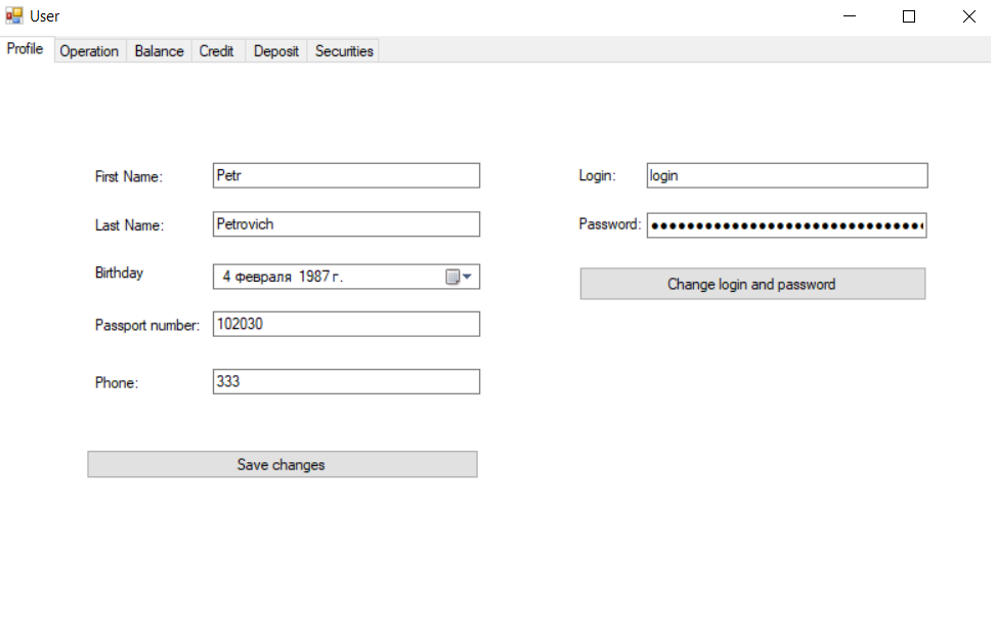 User
Profile Operation Balance Credit Deposit Securities
First Name: Petr
Last Name: Petrovich
Birthday 4 февраля 1987 г.
Passport number: 102030
Phone: 333
Save changes
Login: login
Password: ●●●●●●●●●●●●●●●●●●●●●●●●●●●●●●●
Change login and password